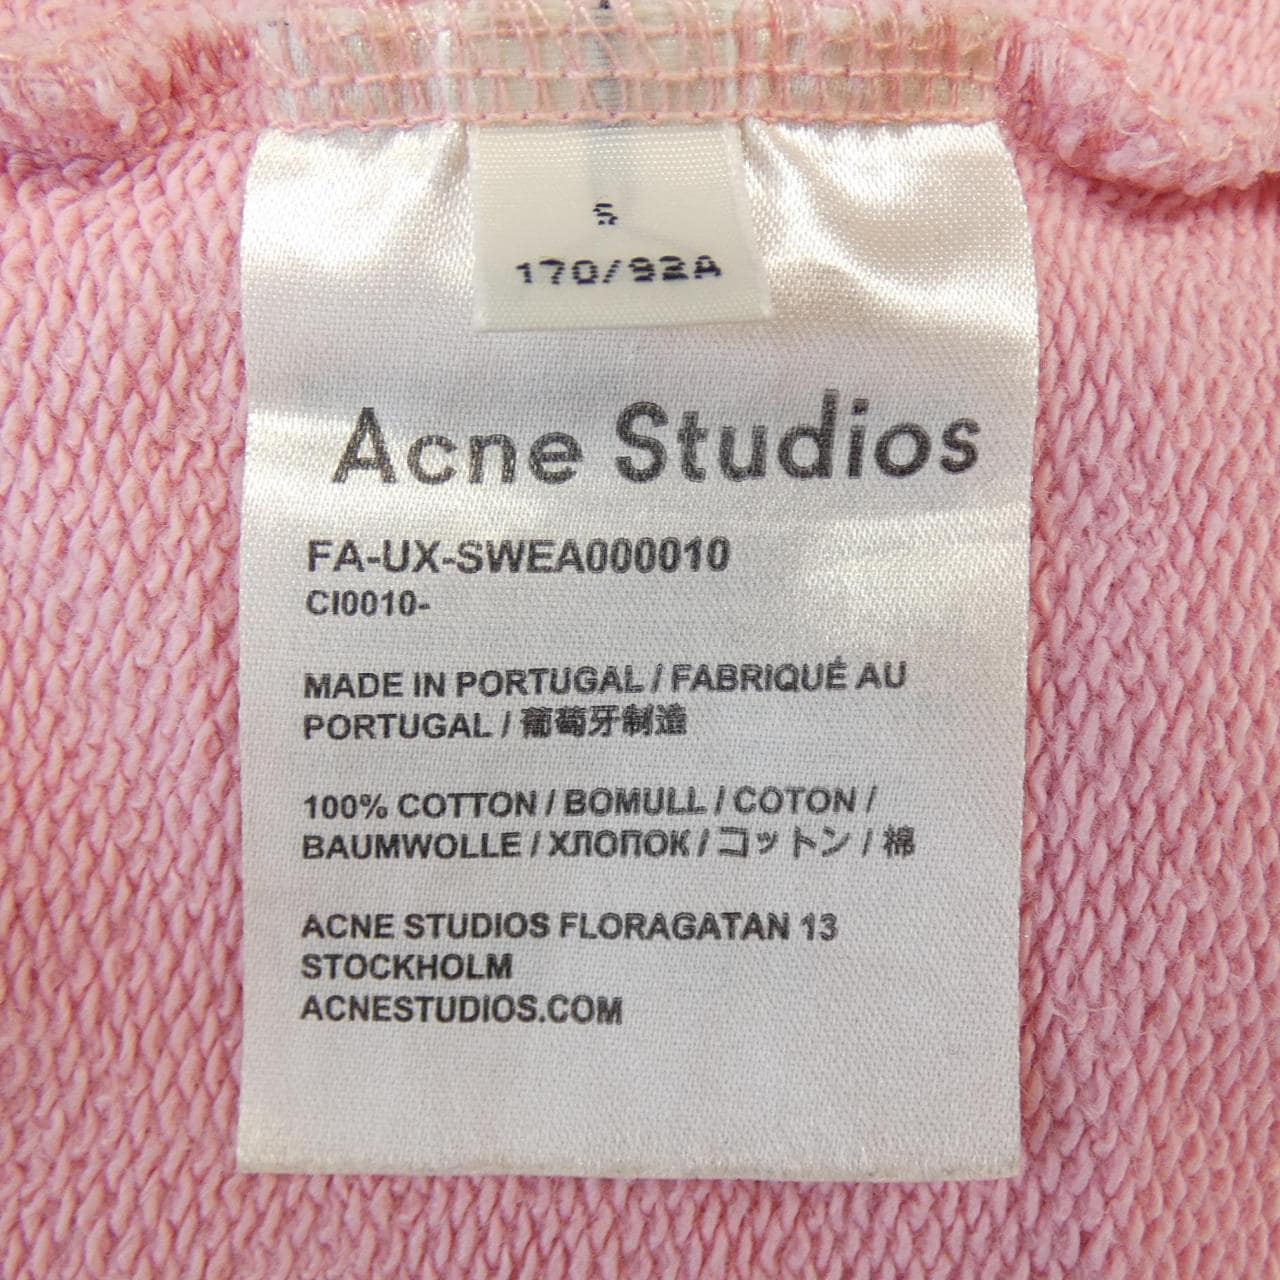 S
170/92A
Acne Studios
FA-UX-SWEA000010
CI0010-
MADE IN PORTUGAL / FABRIQUÉ AU
PORTUGAL / 葡萄牙制造
100% COTTON / BOMULL / COTON /
BAUMWOLLE / ХЛОПОК / コットン / 棉
ACNE STUDIOS FLORAGATAN 13
STOCKHOLM
ACNESTUDIOS.COM